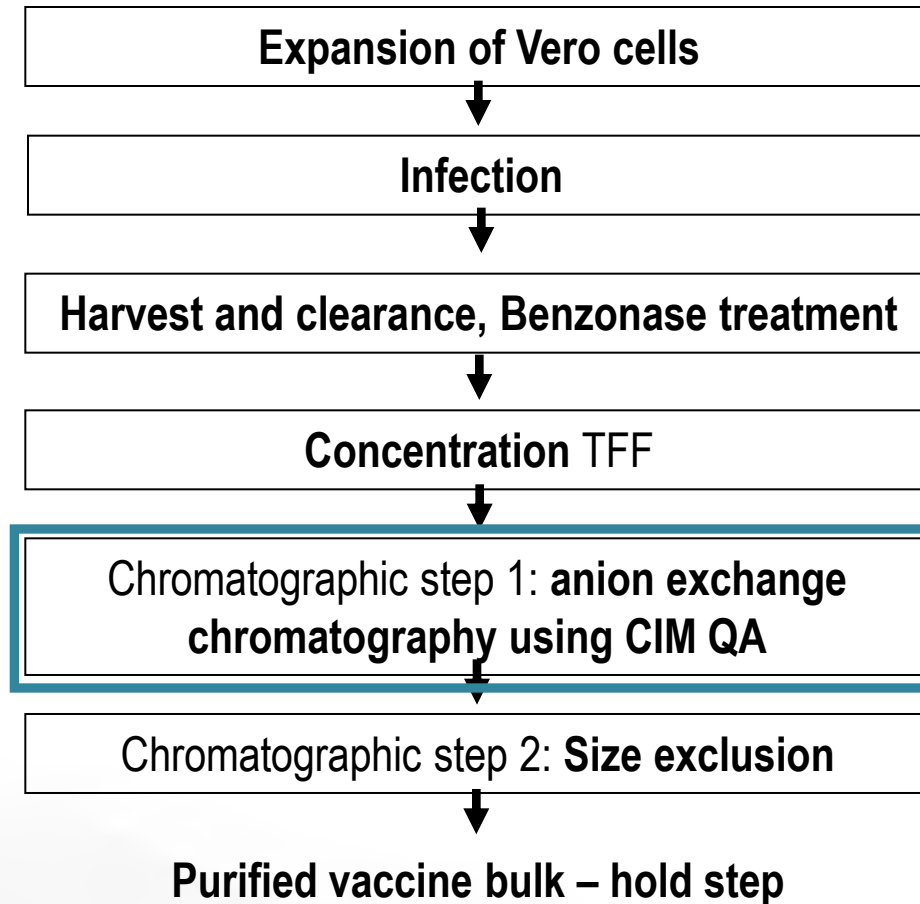 Expansion of Vero cells
Infection
Harvest and clearance, Benzonase treatment
Concentration TFF
Chromatographic step 1: anion exchange
chromatography using CIM QA
Chromatographic step 2: Size exclusion
Purified vaccine bulk – hold step